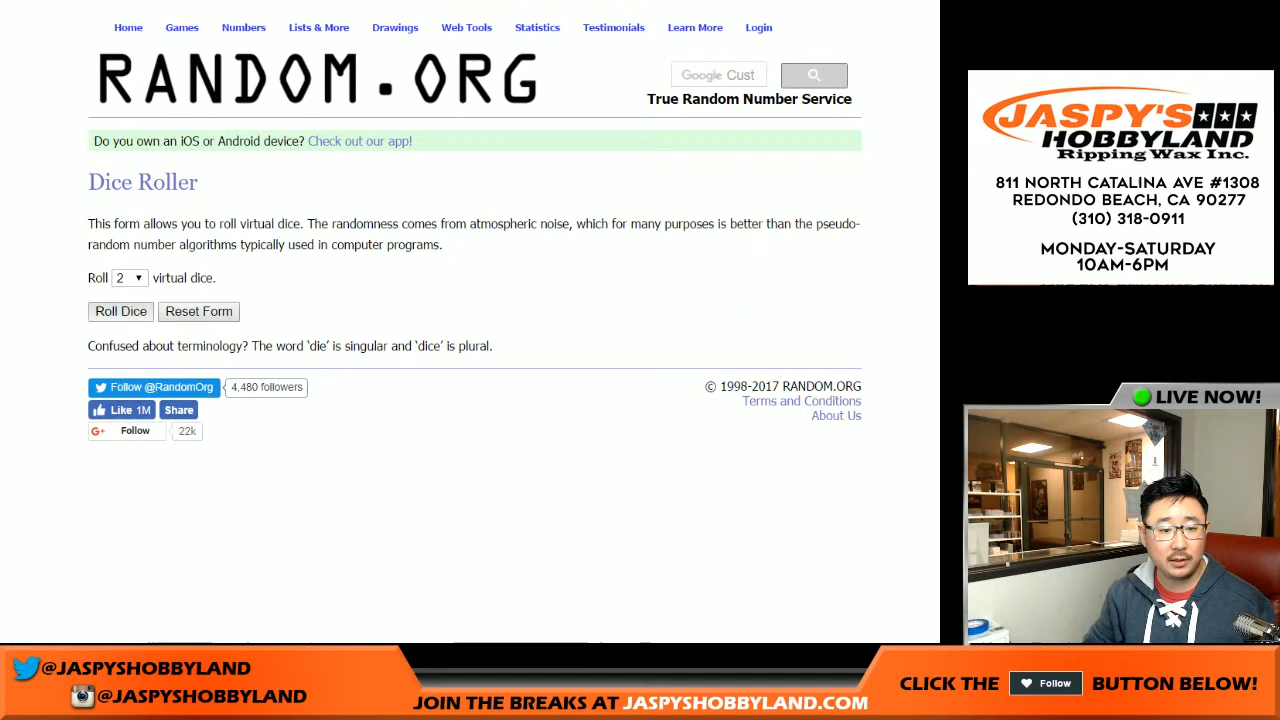 Home Games Numbers Lists & More Drawings Web Tools Statistics Testimonials Learn More Login
RANDOM.ORG
Google Cust
True Random Number Service
Do you own an iOS or Android device? Check out our app!
Dice Roller
This form allows you to roll virtual dice. The randomness comes from atmospheric noise, which for many purposes is better than the pseudo-
random number algorithms typically used in computer programs.
Roll 2 virtual dice.
Roll Dice Reset Form
Confused about terminology? The word 'die' is singular and 'dice' is plural.
Follow @RandomOrg 4,480 followers
Like 1M Share
G+ Follow 22k
© 1998-2017 RANDOM.ORG
Terms and Conditions
About Us
JASPY'S
HOBBYLAND
Ripping Wax Inc.
811 NORTH CATALINA AVE #1308
REDONDO BEACH, CA 90277
(310) 318-0911
MONDAY-SATURDAY
10AM-6PM
LIVE NOW!
@JASPYSHOBBYLAND
@JASPYSHOBBYLAND
JOIN THE BREAKS AT JASPYSHOBBYLAND.COM
CLICK THE Follow BUTTON BELOW!